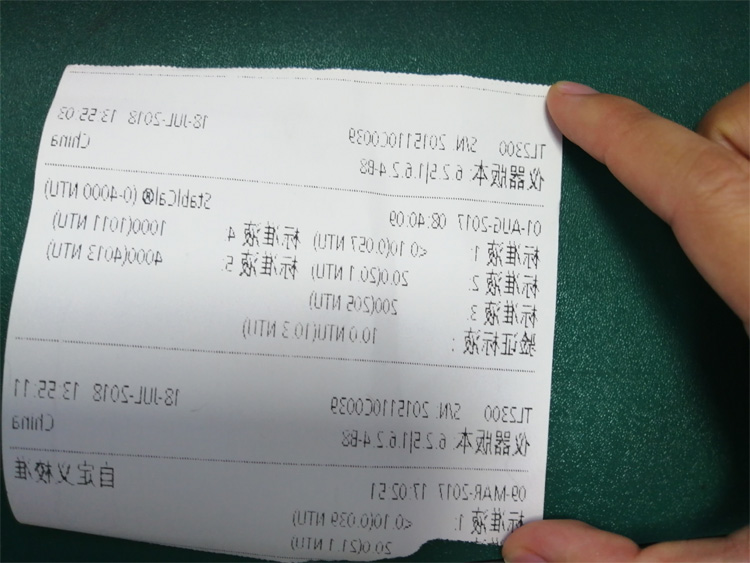 TL2300 S/N: 2015110C0039 18-JUL-2018 13:55:03
仪器版本: 6.2.5|1.6.2.4-B8 China
01-AUG-2017 08:40:09 StablCal® (0-4000 NTU)
标准液 1: <0.10(0.057 NTU) 标准液 4: 1000(1011 NTU)
标准液 2: 20.0(20.1 NTU) 标准液 5: 4000(4013 NTU)
标准液 3: 200(205 NTU)
验证标液: 10.0 NTU(10.3 NTU)
TL2300 S/N: 2015110C0039 18-JUL-2018 13:55:11
仪器版本: 6.2.5|1.6.2.4-B8 China
09-MAR-2017 17:02:51 自定义校准
标准液 1: <0.10(0.039 NTU)
20.0(21.1 NTU)